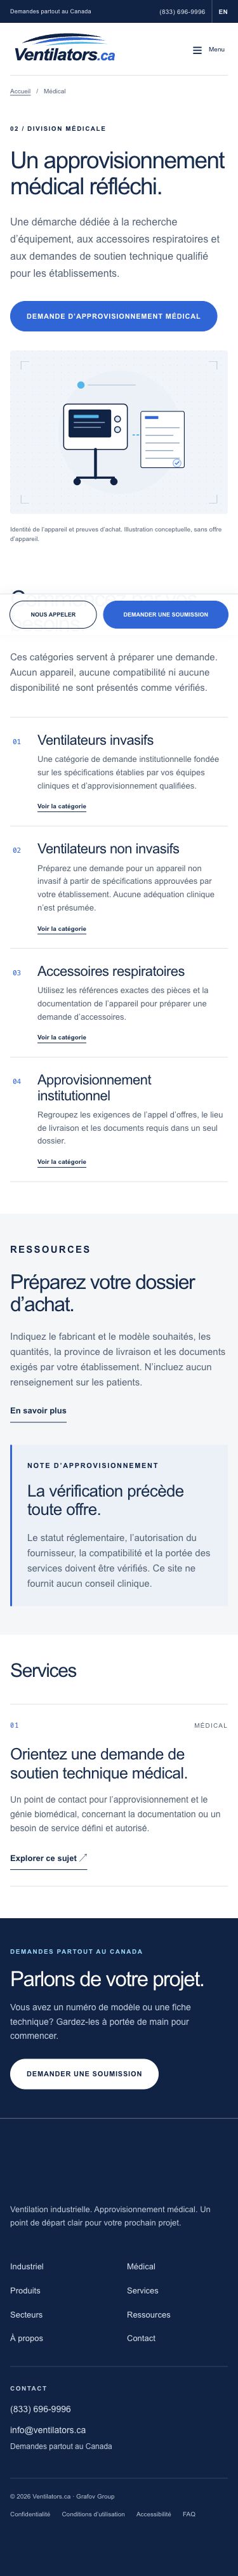 Demandes partout au Canada
(833) 696-9996
EN
Ventilators.ca
Menu
Accueil / Médical
02 / DIVISION MÉDICALE
Un approvisionnement
médical réfléchi.
Une démarche dédiée à la recherche
d'équipement, aux accessoires respiratoires et
aux demandes de soutien technique qualifié
pour les établissements.
DEMANDE D'APPROVISIONNEMENT MÉDICAL
Identité de l'appareil et preuves d'achat. Illustration conceptuelle, sans offre
d'appareil.
NOUS APPELER
DEMANDER UNE SOUMISSION
Ces catégories servent à préparer une demande.
Aucun appareil, aucune compatibilité ni aucune
disponibilité ne sont présentés comme vérifiés.
01
Ventilateurs invasifs
Une catégorie de demande institutionnelle fondée
sur les spécifications établies par vos équipes
cliniques et d'approvisionnement qualifiées.
Voir la catégorie
02
Ventilateurs non invasifs
Préparez une demande pour un appareil non
invasif à partir de spécifications approuvées par
votre établissement. Aucune adéquation clinique
n'est présumée.
Voir la catégorie
03
Accessoires respiratoires
Utilisez les références exactes des pièces et la
documentation de l'appareil pour préparer une
demande d'accessoires.
Voir la catégorie
04
Approvisionnement
institutionnel
Regroupez les exigences de l'appel d'offres, le lieu
de livraison et les documents requis dans un seul
dossier.
Voir la catégorie
RESSOURCES
Préparez votre dossier
d'achat.
Indiquez le fabricant et le modèle souhaités, les
quantités, la province de livraison et les documents
exigés par votre établissement. N'incluez aucun
renseignement sur les patients.
En savoir plus
NOTE D'APPROVISIONNEMENT
La vérification précède
toute offre.
Le statut réglementaire, l'autorisation du
fournisseur, la compatibilité et la portée des
services doivent être vérifiés. Ce site ne
fournit aucun conseil clinique.
Services
01
MÉDICAL
Orientez une demande de
soutien technique médical.
Un point de contact pour l'approvisionnement et le
génie biomédical, concernant la documentation ou un
besoin de service défini et autorisé.
Explorer ce sujet
DEMANDES PARTOUT AU CANADA
Parlons de votre projet.
Vous avez un numéro de modèle ou une fiche
technique? Gardez-les à portée de main pour
commencer.
DEMANDER UNE SOUMISSION
Ventilation industrielle. Approvisionnement médical. Un
point de départ clair pour votre prochain projet.
Industriel
Médical
Produits
Services
Secteurs
Ressources
À propos
Contact
CONTACT
(833) 696-9996
info@ventilators.ca
Demandes partout au Canada
© 2026 Ventilators.ca · Grafov Group
Confidentialité
Conditions d'utilisation
Accessibilité
FAQ